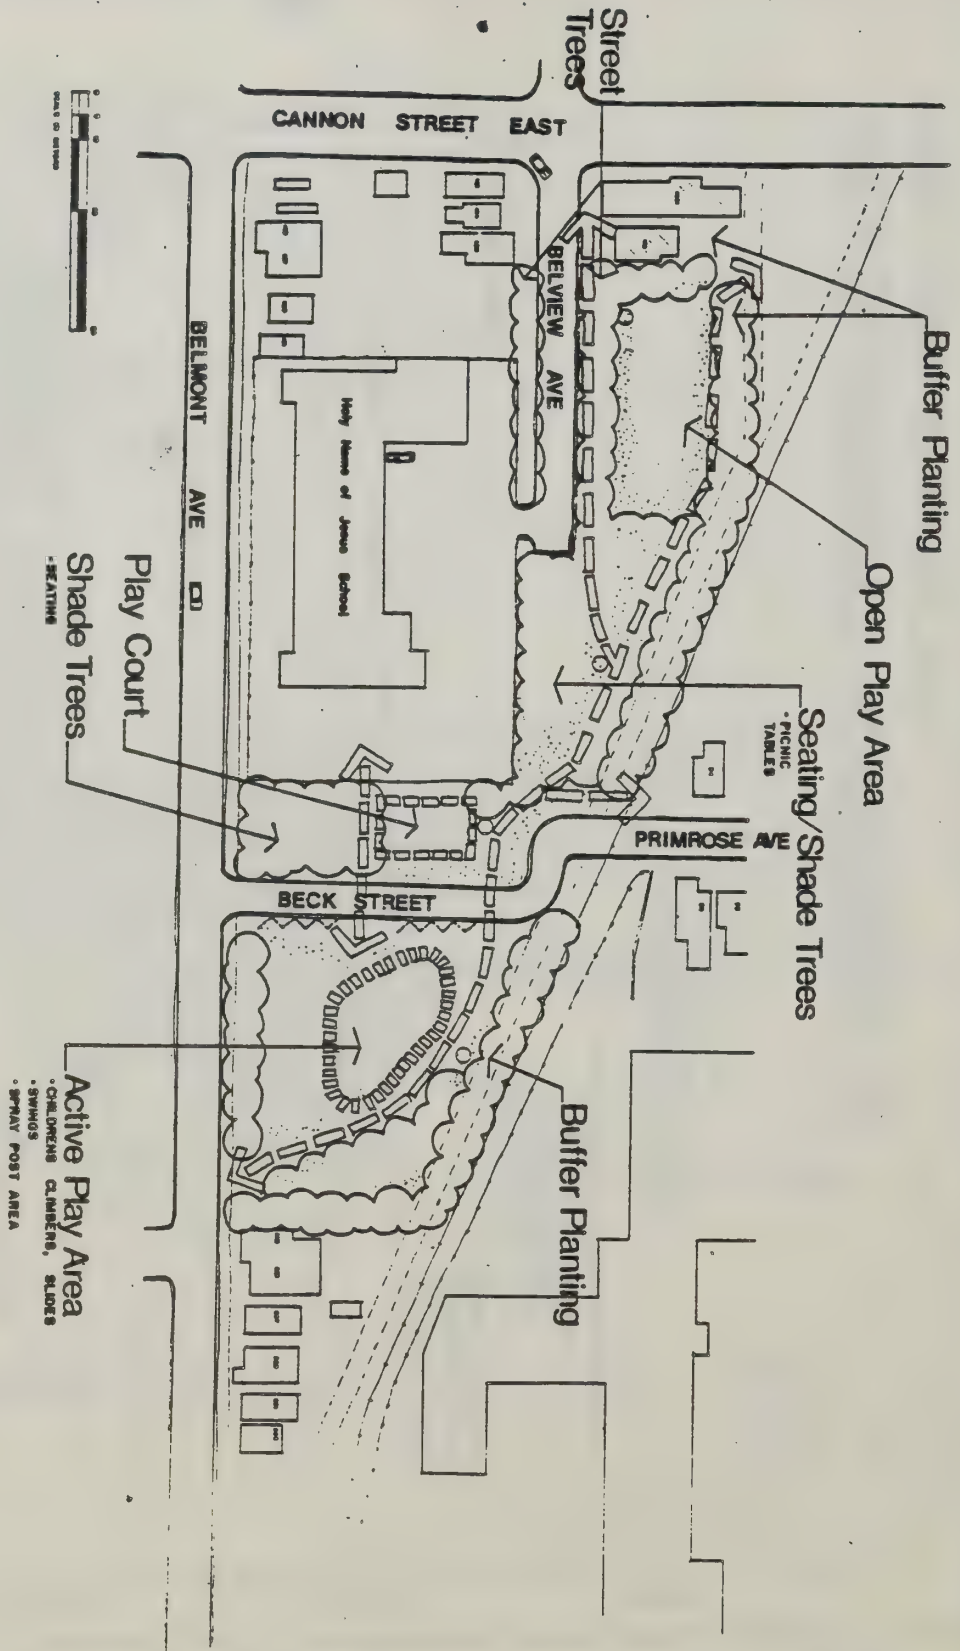 Street
Trees
CANNON STREET EAST
BELVIEW AVE
Buffer Planting
Open Play Area
BELMONT AVE
Holy Name of Jesus School
Seating/Shade Trees
• PICNIC
TABLES
Play Court
Shade Trees
• SEATING
PRIMROSE AVE
BECK STREET
Active Play Area
• CHILDRENS CLIMBERS, SLIDES
• SWINGS
• SPRAY POST AREA
Buffer Planting